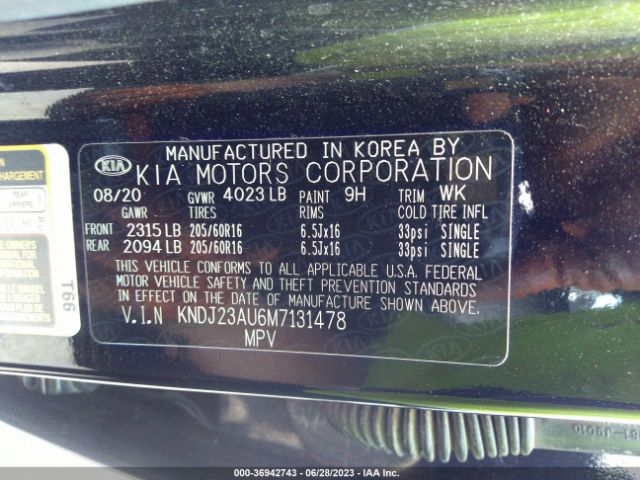 MANUFACTURED IN KOREA BY
KIA KIA MOTORS CORPORATION
08/20 GVWR 4023 LB PAINT 9H TRIM WK
GAWR TIRES RIMS COLD TIRE INFL
FRONT 2315 LB 205/60R16 6.5Jx16 33psi SINGLE
REAR 2094 LB 205/60R16 6.5Jx16 33psi SINGLE
THIS VEHICLE CONFORMS TO ALL APPLICABLE U.S.A. FEDERAL
MOTOR VEHICLE SAFETY AND THEFT PREVENTION STANDARDS
IN EFFECT ON THE DATE OF MANUFACTURE SHOWN ABOVE.
V.I.N KNDJ23AU6M7131478
MPV
T66
000-36942743 - 06/28/2023 - IAA Inc.